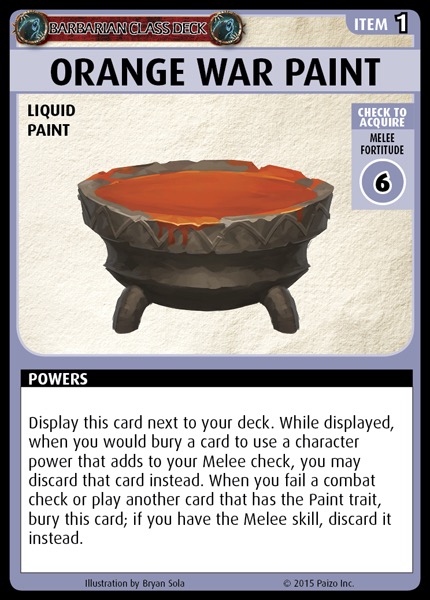 BARBARIAN CLASS DECK
ITEM 1
ORANGE WAR PAINT
LIQUID
PAINT
CHECK TO
ACQUIRE
MELEE
FORTITUDE
6
POWERS
Display this card next to your deck. While displayed,
when you would bury a card to use a character
power that adds to your Melee check, you may
discard that card instead. When you fail a combat
check or play another card that has the Paint trait,
bury this card; if you have the Melee skill, discard it
instead.
Illustration by Bryan Sola
© 2015 Paizo Inc.